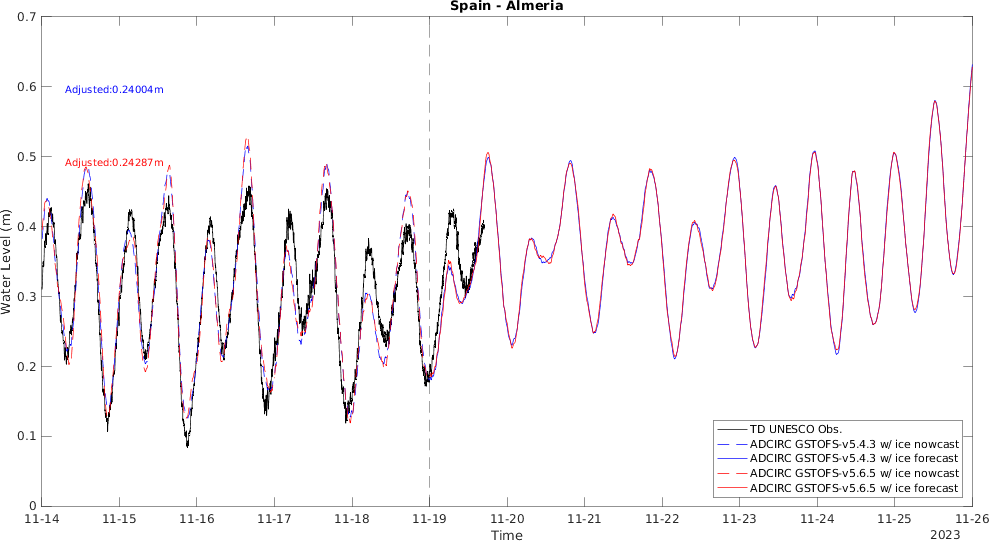 Spain - Almeria
0.7
0.6
0.5
0.4
0.3
0.2
0.1
0
Water Level (m)
Adjusted:0.24004m
Adjusted:0.24287m
TD UNESCO Obs.
ADCIRC GSTOFS-v5.4.3 w/ ice nowcast
ADCIRC GSTOFS-v5.4.3 w/ ice forecast
ADCIRC GSTOFS-v5.6.5 w/ ice nowcast
ADCIRC GSTOFS-v5.6.5 w/ ice forecast
11-14 11-15 11-16 11-17 11-18 11-19 11-20 11-21 11-22 11-23 11-24 11-25 11-26
Time
2023